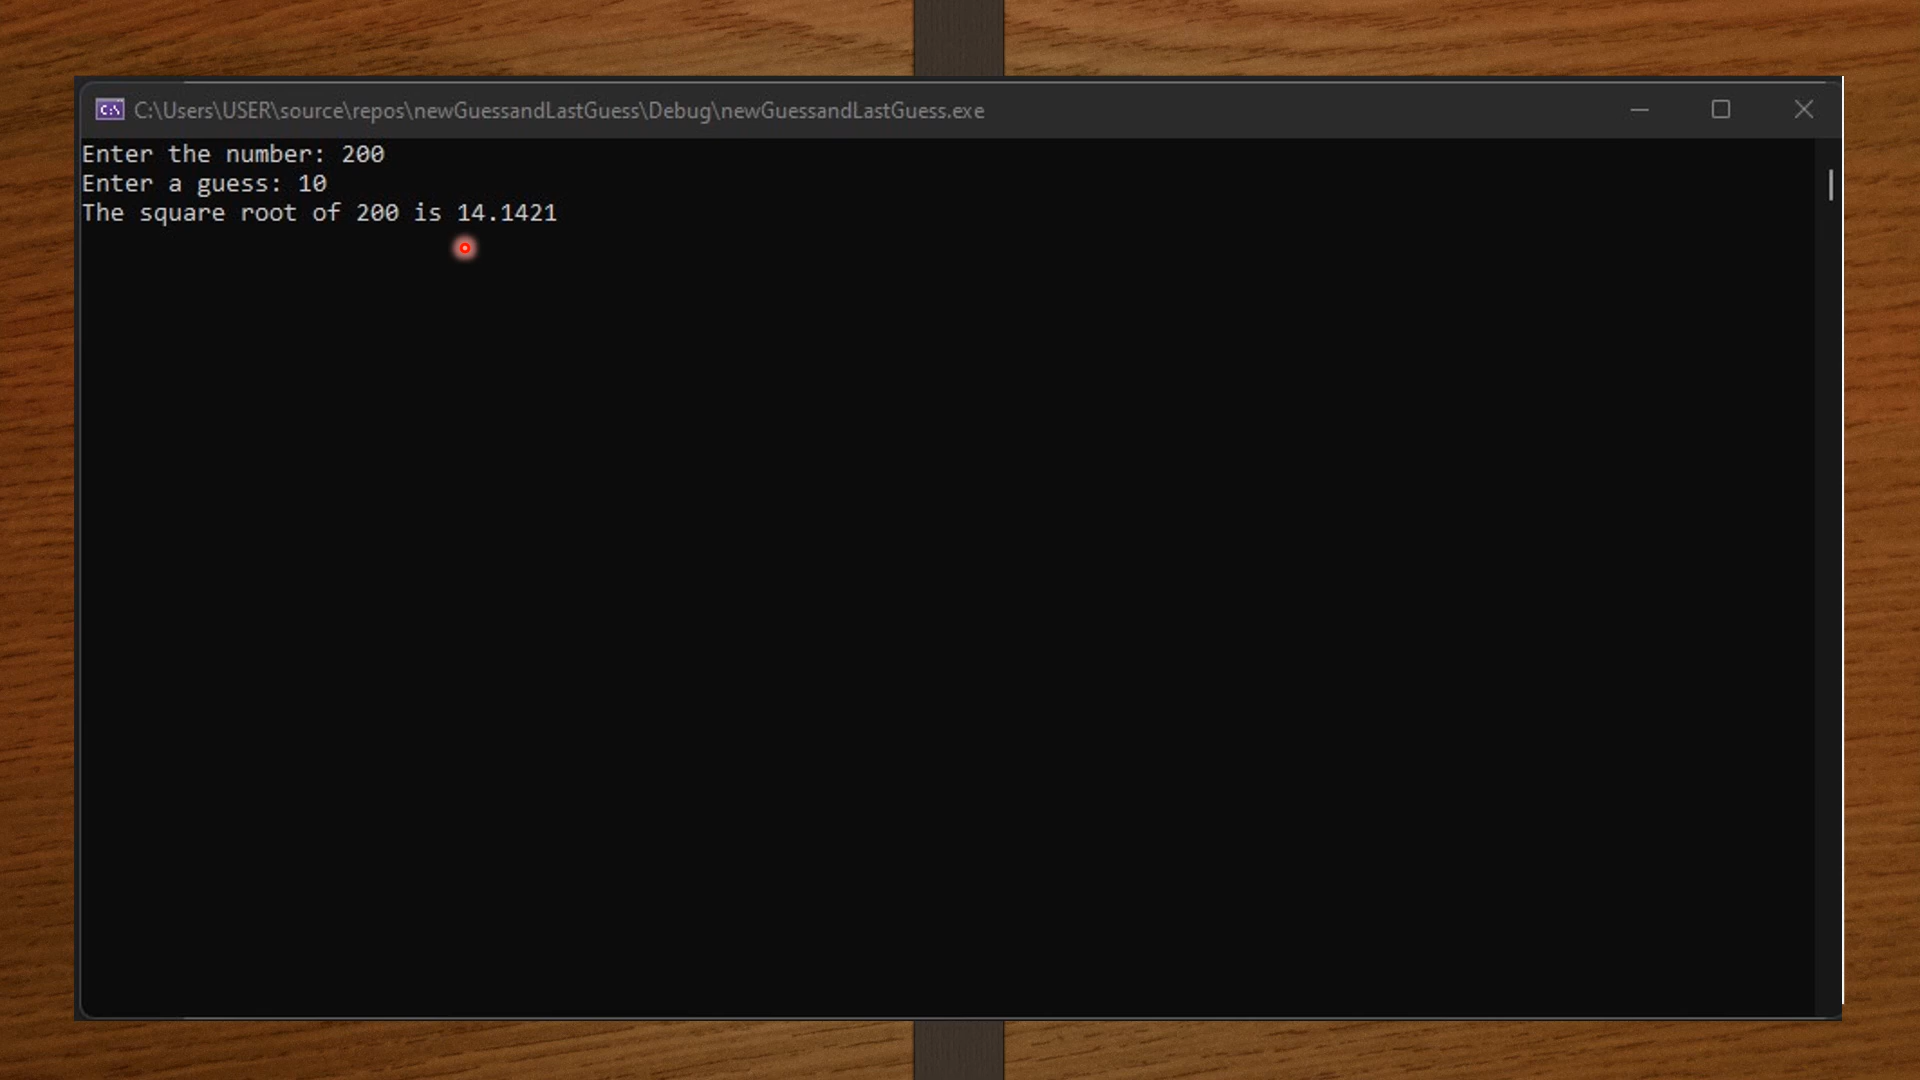 C:\Users\USER\source\repos\newGuessandLastGuess\Debug\newGuessandLastGuess.exe
Enter the number: 200
Enter a guess: 10
The square root of 200 is 14.1421